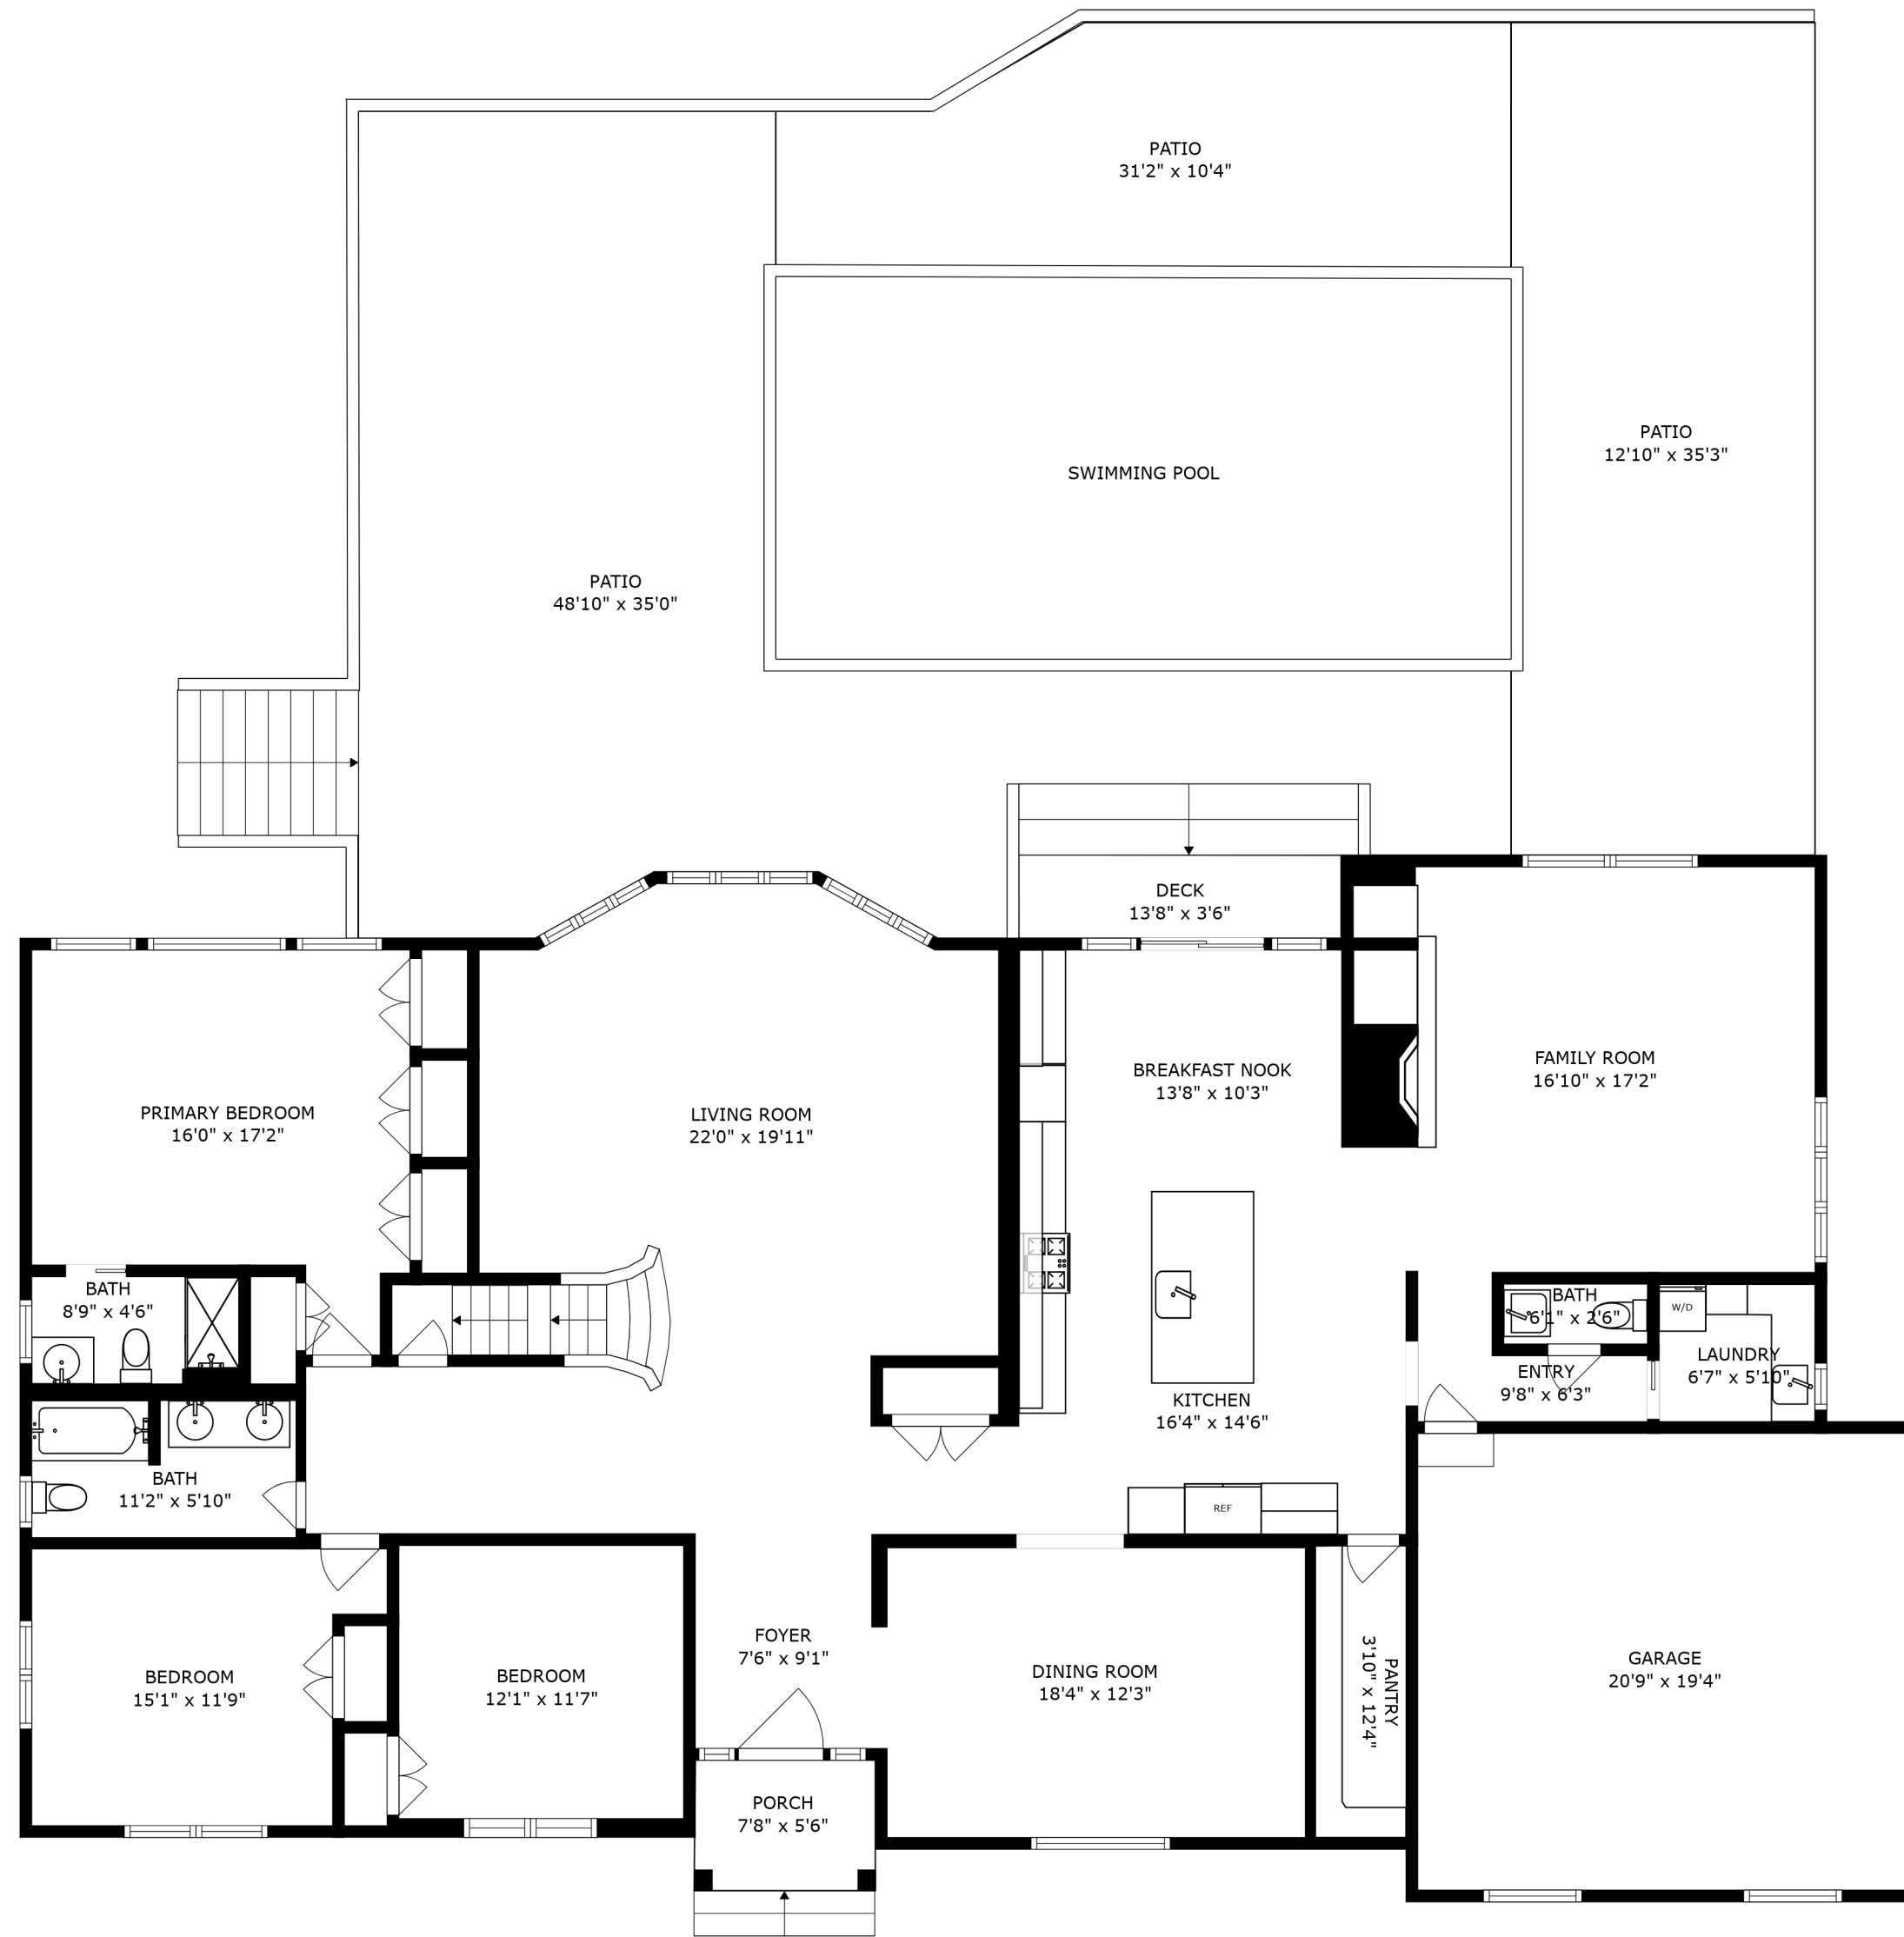 PATIO
31'2" x 10'4"
PATIO
12'10" x 35'3"
SWIMMING POOL
PATIO
48'10" x 35'0"
DECK
13'8" x 3'6"
BREAKFAST NOOK
13'8" x 10'3"
FAMILY ROOM
16'10" x 17'2"
PRIMARY BEDROOM
16'0" x 17'2"
LIVING ROOM
22'0" x 19'11"
BATH
8'9" x 4'6"
BATH
6'1" x 2'6"
W/D
LAUNDRY
6'7" x 5'10"
ENTRY
9'8" x 6'3"
KITCHEN
16'4" x 14'6"
BATH
11'2" x 5'10"
REF
FOYER
7'6" x 9'1"
DINING ROOM
18'4" x 12'3"
PANTRY
3'10" x 12'4"
GARAGE
20'9" x 19'4"
BEDROOM
15'1" x 11'9"
BEDROOM
12'1" x 11'7"
PORCH
7'8" x 5'6"